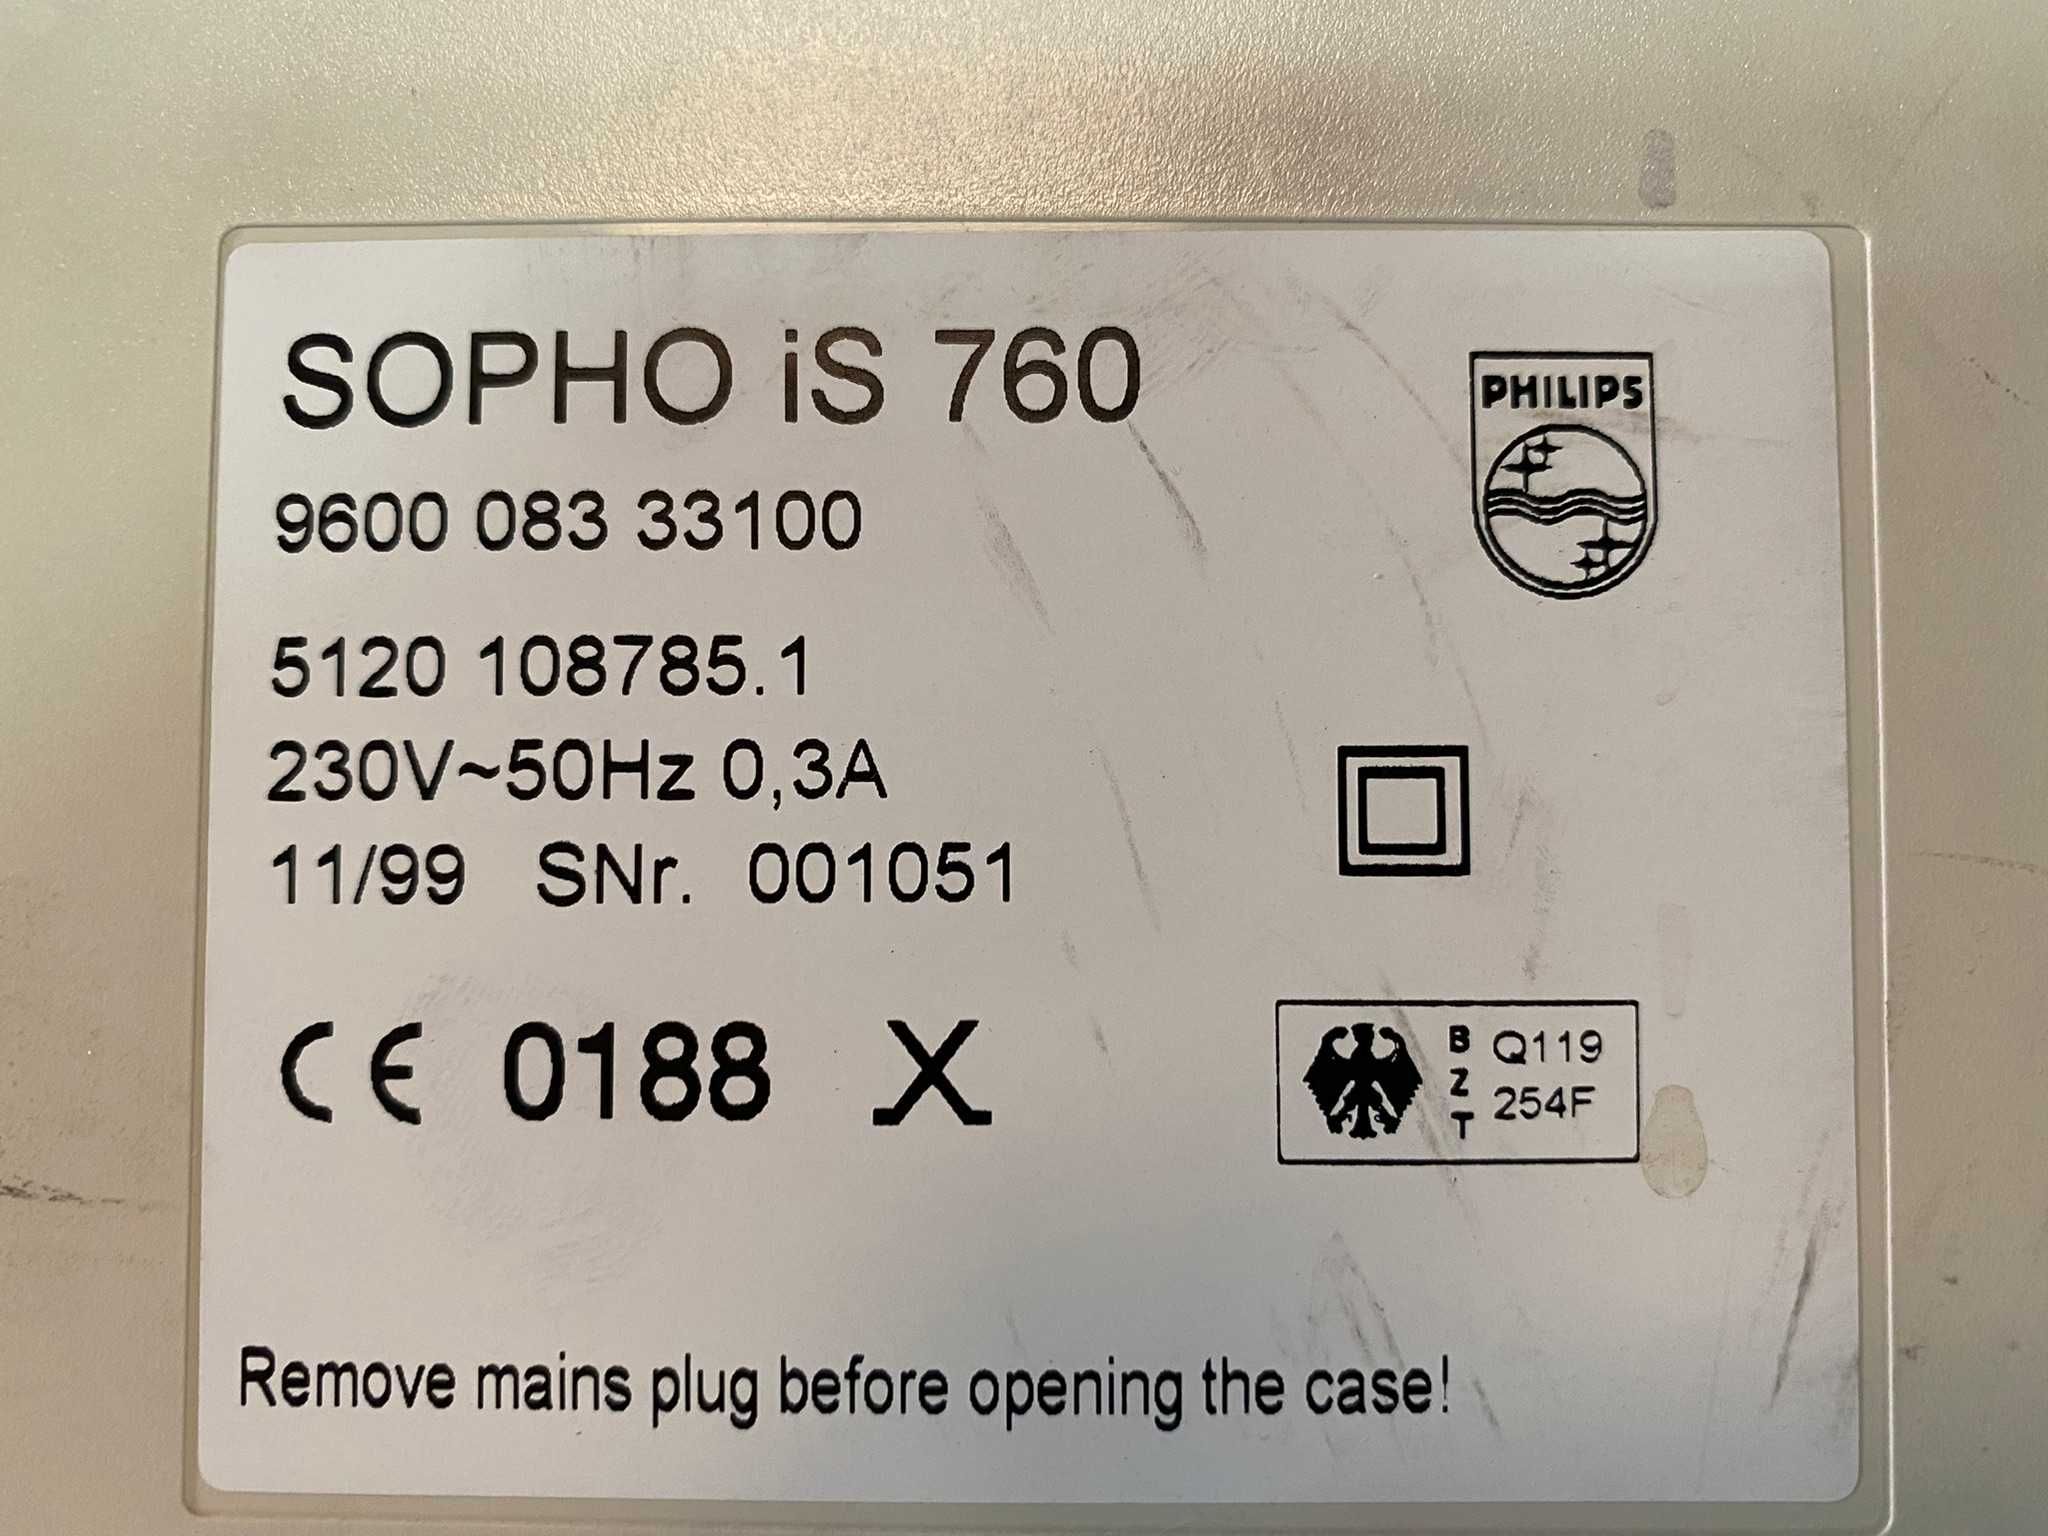 SOPHO iS 760
PHILIPS
9600 083 33100
5120 108785.1
230V~50Hz 0,3A
11/99 SNr. 001051
CE 0188 X
BZT Q119
254F
Remove mains plug before opening the case!